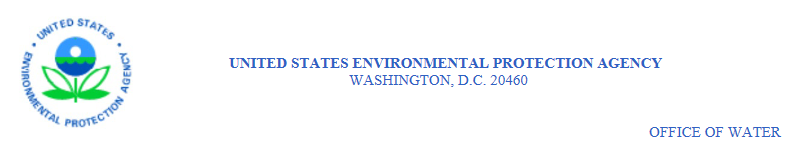 UNITED STATES
ENVIRONMENTAL PROTECTION AGENCY
UNITED STATES ENVIRONMENTAL PROTECTION AGENCY
WASHINGTON, D.C. 20460
OFFICE OF WATER